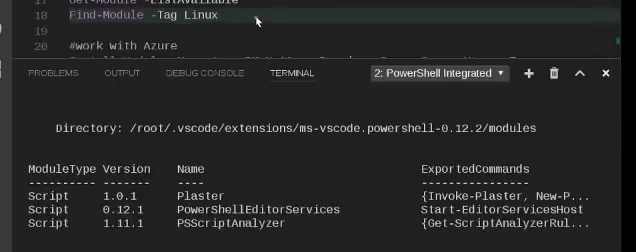 17 Get-Module -ListAvailable
18 Find-Module -Tag Linux
19
20 #work with Azure
PROBLEMS OUTPUT DEBUG CONSOLE TERMINAL 2: PowerShell Integrated
Directory: /root/.vscode/extensions/ms-vscode.powershell-0.12.2/modules
ModuleType Version Name ExportedCommands
---------- ------- ---- ----------------
Script 1.0.1 Plaster {Invoke-Plaster, New-P...
Script 0.12.1 PowerShellEditorServices Start-EditorServicesHost
Script 1.11.1 PSScriptAnalyzer {Get-ScriptAnalyzerRul...